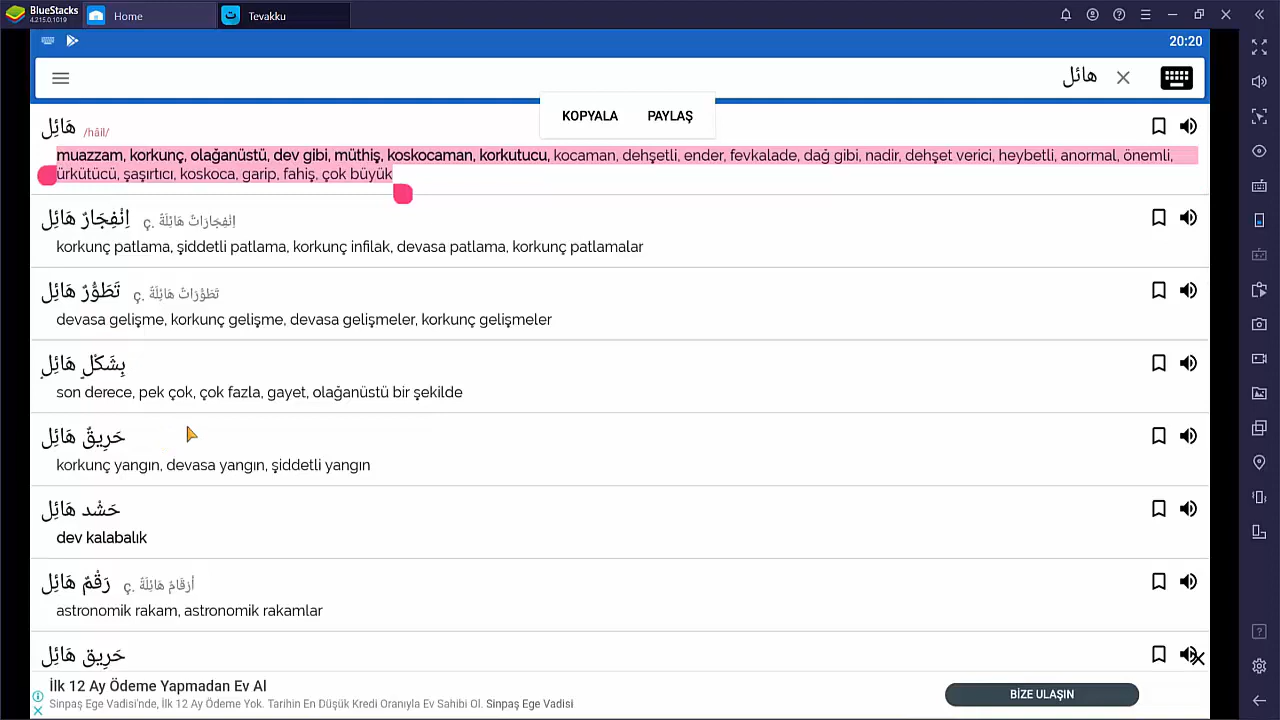 BlueStacks
4.215.0.1019
Home
Tevakku
20:20
هائل
KOPYALA PAYLAŞ
هَائِل /hāil/
muazzam, korkunç, olağanüstü, dev gibi, müthiş, koskocaman, korkutucu, kocaman, dehşetli, ender, fevkalade, dağ gibi, nadir, dehşet verici, heybetli, anormal, önemli,
ürkütücü, şaşırtıcı, koskoca, garip, fahiş, çok büyük
اِنْفِجَارٌ هَائِل ç. اِنْفِجَارَاتٌ هَائِلَةٌ
korkunç patlama, şiddetli patlama, korkunç infilak, devasa patlama, korkunç patlamalar
تَطَوُّرٌ هَائِل ç. تَطَوُّرَاتٌ هَائِلَةٌ
devasa gelişme, korkunç gelişme, devasa gelişmeler, korkunç gelişmeler
بِشَكْلٍ هَائِلٍ
son derece, pek çok, çok fazla, gayet, olağanüstü bir şekilde
حَرِيقٌ هَائِل
korkunç yangın, devasa yangın, şiddetli yangın
حَشْد هَائِل
dev kalabalık
رَقْمٌ هَائِل ç. أَرْقَامٌ هَائِلَةٌ
astronomik rakam, astronomik rakamlar
حَرِيق هَائِل
İlk 12 Ay Ödeme Yapmadan Ev Al
Sinpaş Ege Vadisi'nde, İlk 12 Ay Ödeme Yok. Tarihin En Düşük Kredi Oranıyla Ev Sahibi Ol. Sinpaş Ege Vadisi
BİZE ULAŞIN